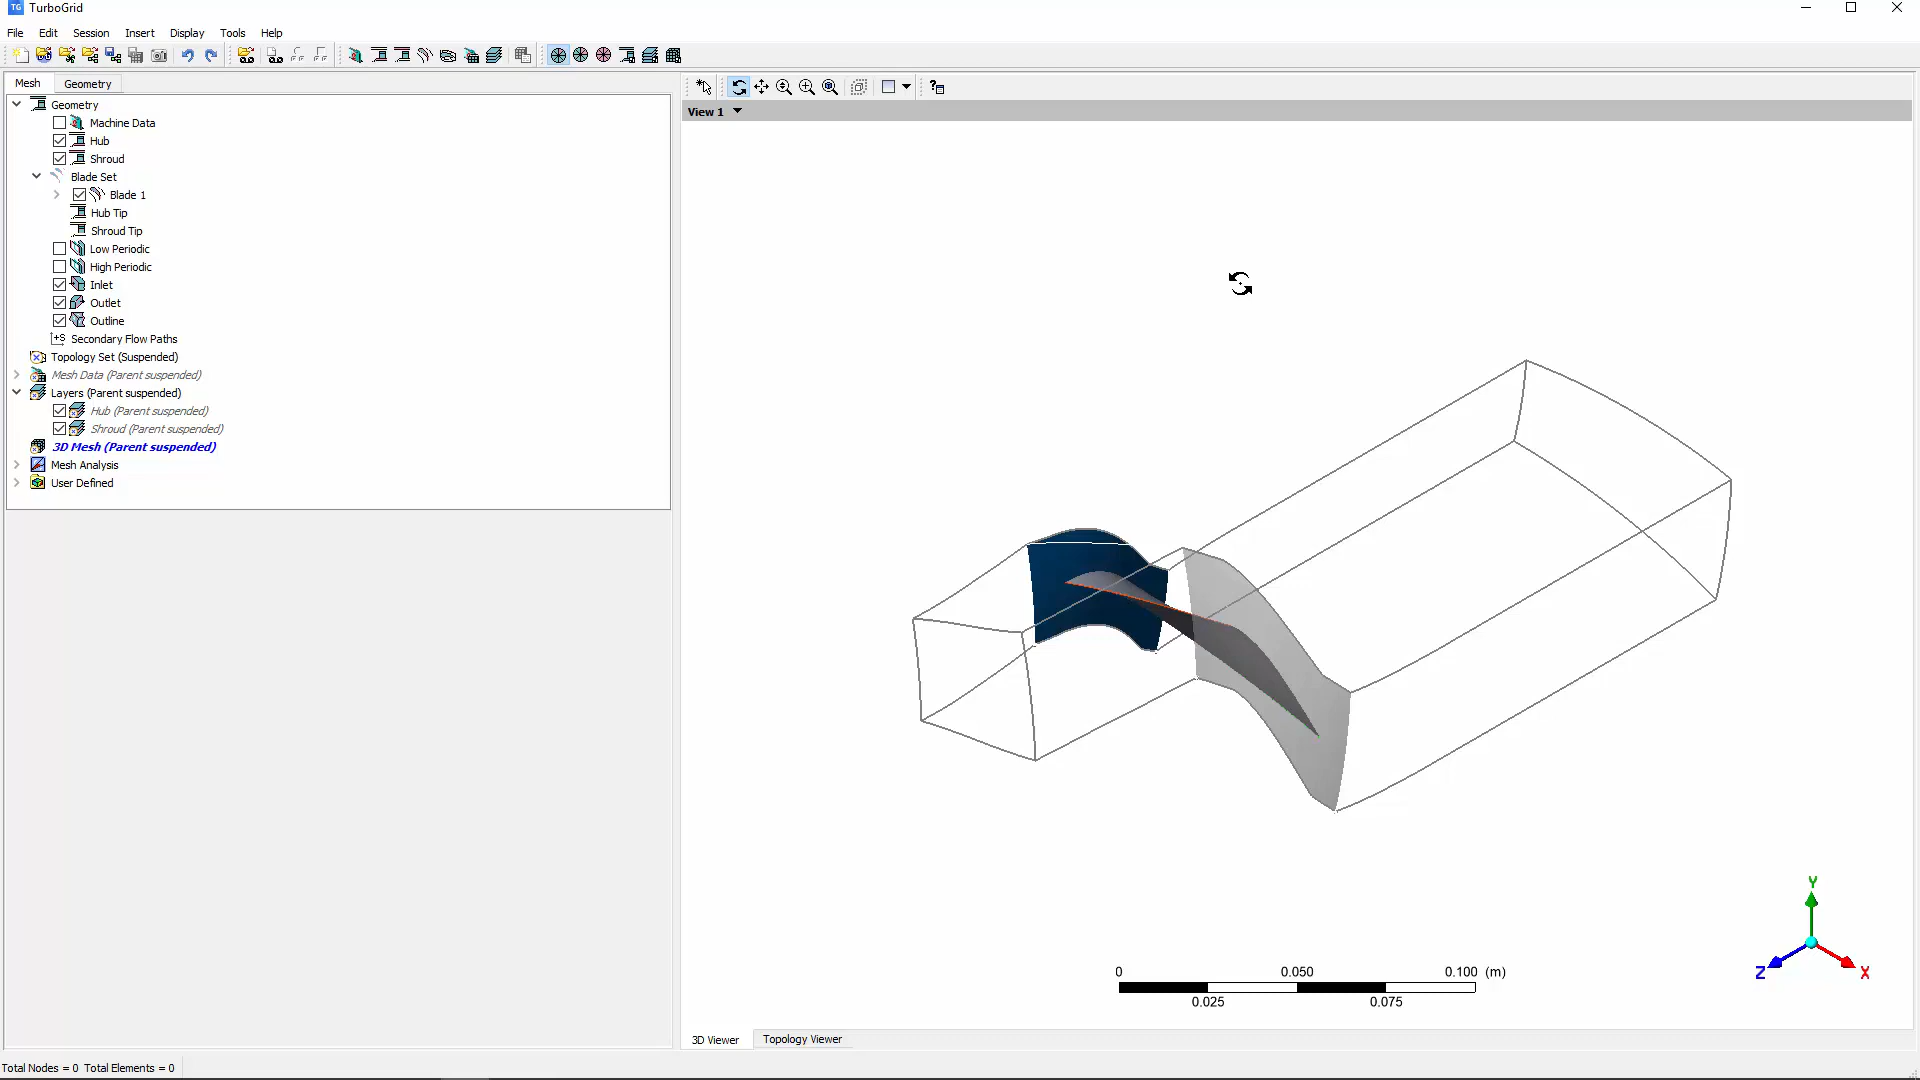 TG TurboGrid
File Edit Session Insert Display Tools Help
Mesh Geometry
Geometry
Machine Data
Hub
Shroud
Blade Set
Blade 1
Hub Tip
Shroud Tip
Low Periodic
High Periodic
Inlet
Outlet
Outline
Secondary Flow Paths
Topology Set (Suspended)
Mesh Data (Parent suspended)
Layers (Parent suspended)
Hub (Parent suspended)
Shroud (Parent suspended)
3D Mesh (Parent suspended)
Mesh Analysis
User Defined
View 1
Y
Z X
0 0.050 0.100 (m)
0.025 0.075
3D Viewer Topology Viewer
Total Nodes = 0 Total Elements = 0